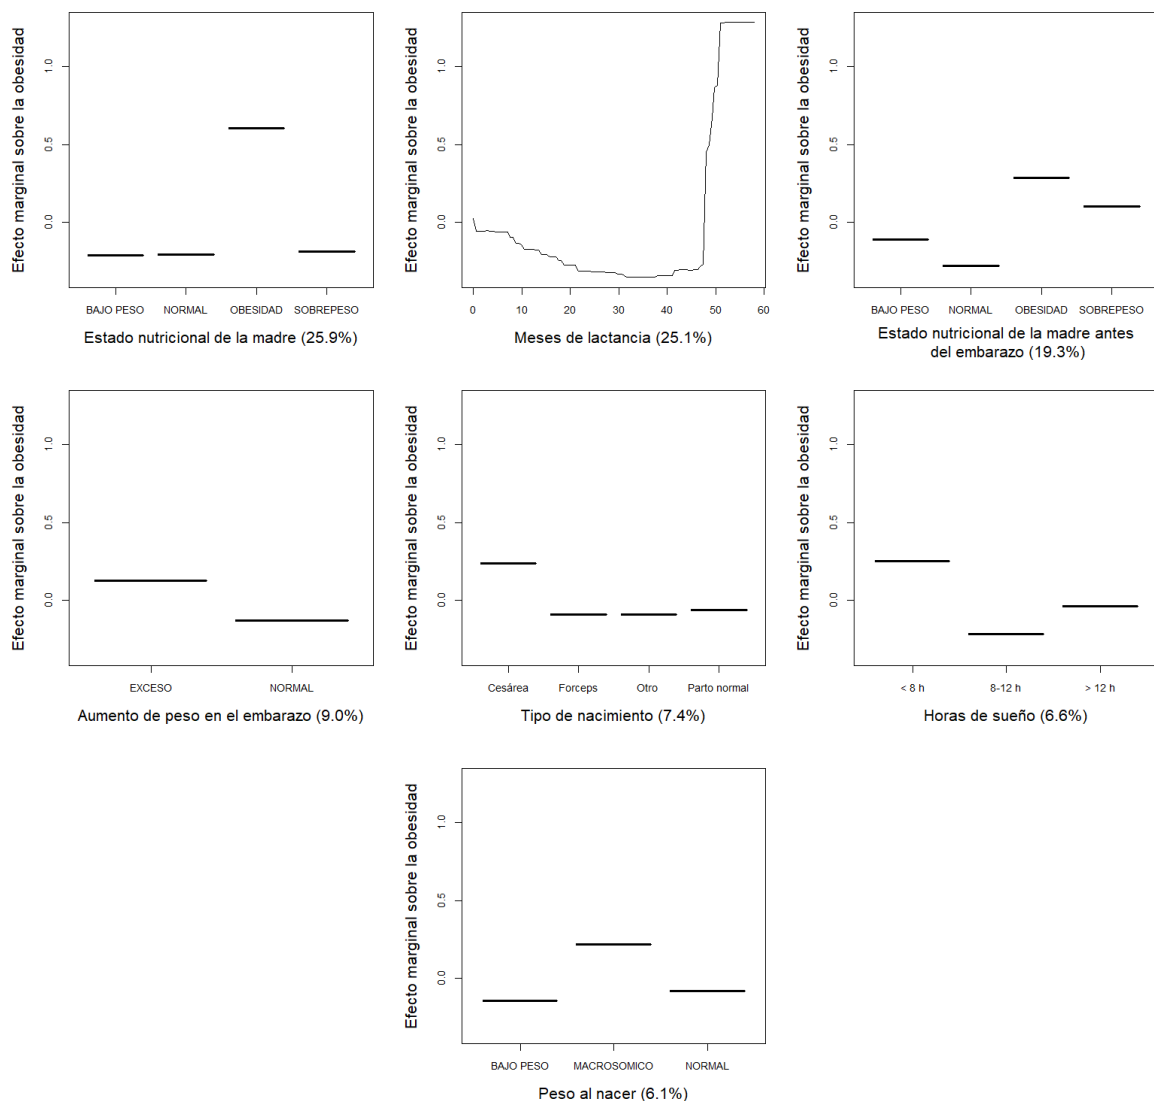 Efecto marginal sobre la obesidad
1.0
0.5
0.0
BAJO PESO NORMAL OBESIDAD SOBREPESO
Estado nutricional de la madre (25.9%)
Efecto marginal sobre la obesidad
1.0
0.5
0.0
0 10 20 30 40 50 60
Meses de lactancia (25.1%)
Efecto marginal sobre la obesidad
1.0
0.5
0.0
BAJO PESO NORMAL OBESIDAD SOBREPESO
Estado nutricional de la madre antes
del embarazo (19.3%)
Efecto marginal sobre la obesidad
1.0
0.5
0.0
EXCESO NORMAL
Aumento de peso en el embarazo (9.0%)
Efecto marginal sobre la obesidad
1.0
0.5
0.0
Cesárea Forceps Otro Parto normal
Tipo de nacimiento (7.4%)
Efecto marginal sobre la obesidad
1.0
0.5
0.0
< 8 h 8-12 h > 12 h
Horas de sueño (6.6%)
Efecto marginal sobre la obesidad
1.0
0.5
0.0
BAJO PESO MACROSOMICO NORMAL
Peso al nacer (6.1%)